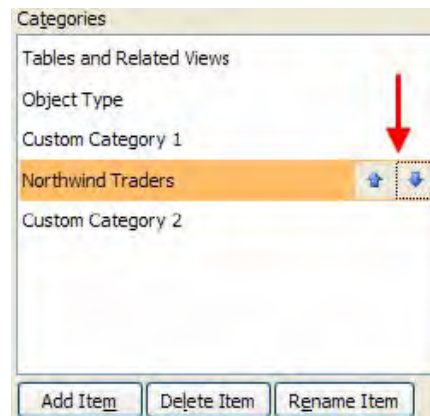 Categories
Tables and Related Views
Object Type
Custom Category 1
Northwind Traders
Custom Category 2
Add Item Delete Item Rename Item